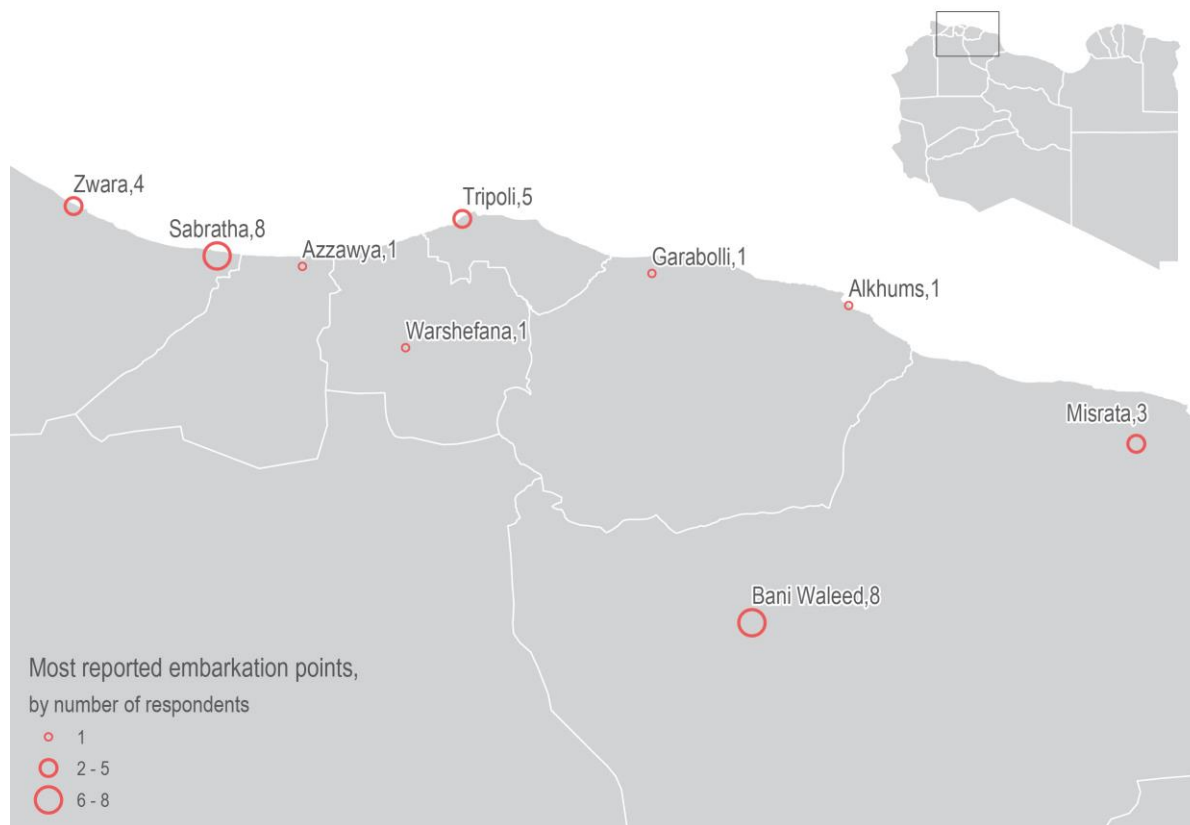 Zwara,4
Sabratha,8
Azzawya,1
Tripoli,5
Warshefana,1
Garabolli,1
Alkhums,1
Misrata,3
Bani Waleed,8
Most reported embarkation points,
by number of respondents
1
2 - 5
6 - 8